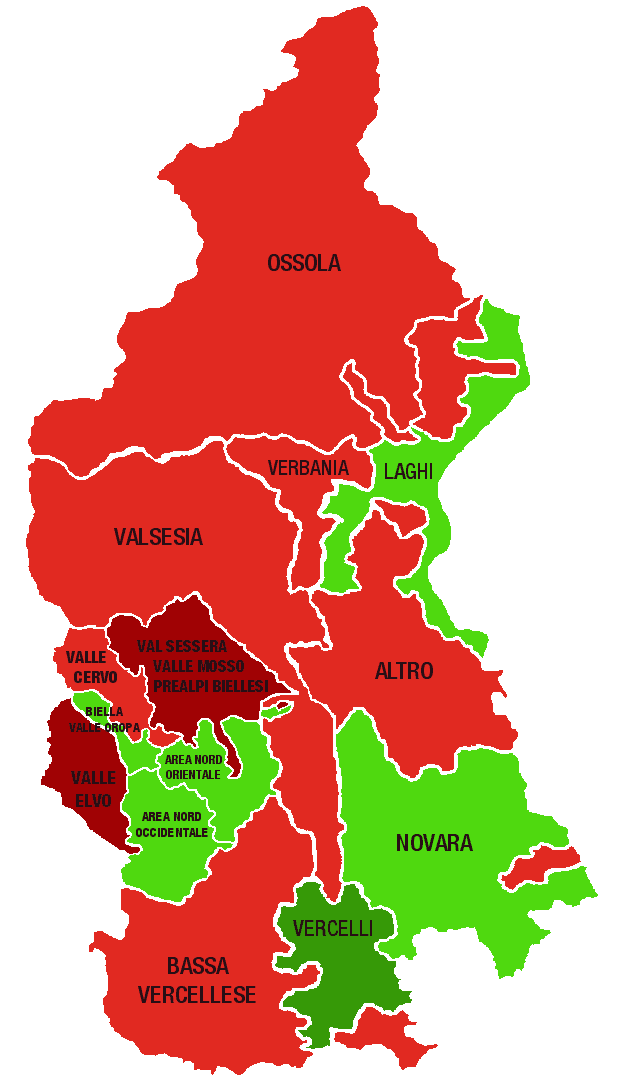 OSSOLA
VERBANIA
LAGHI
VALSESIA
VAL SESSERA
VALLE MOSSO
PREALPI BIELLESI
VALLE
CERVO
ALTRO
BIELLA
VALLE OROPA
AREA NORD
ORIENTALE
VALLE
ELVO
AREA NORD
OCCIDENTALE
NOVARA
VERCELLI
BASSA
VERCELLESE